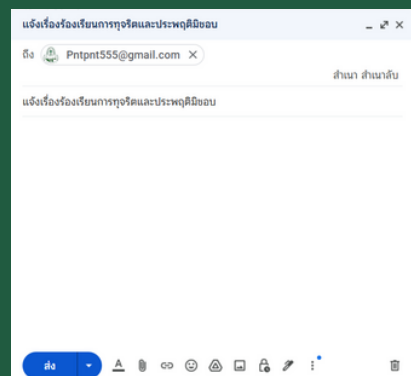 แจ้งเรื่องร้องเรียนการทุจริตและประพฤติมิชอบ
ถึง Pntpnt555@gmail.com
สำเนา สำเนาลับ
แจ้งเรื่องร้องเรียนการทุจริตและประพฤติมิชอบ
ส่ง